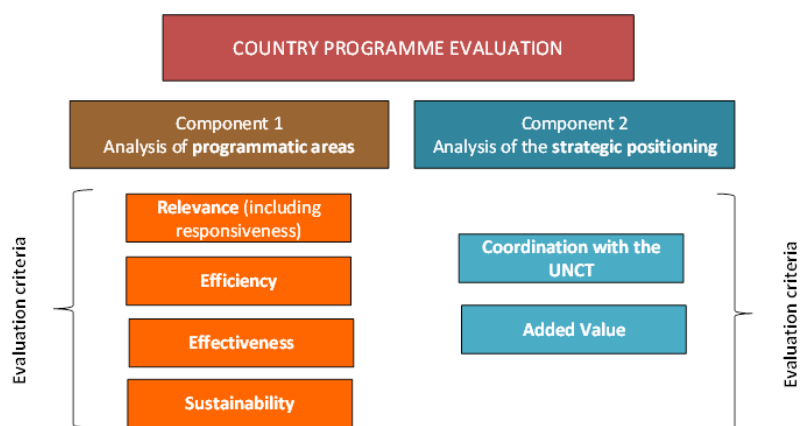 COUNTRY PROGRAMME EVALUATION
Component 1
Analysis of programmatic areas
Component 2
Analysis of the strategic positioning
Evaluation criteria
Relevance (including
responsiveness)
Efficiency
Effectiveness
Sustainability
Coordination with the
UNCT
Added Value
Evaluation criteria